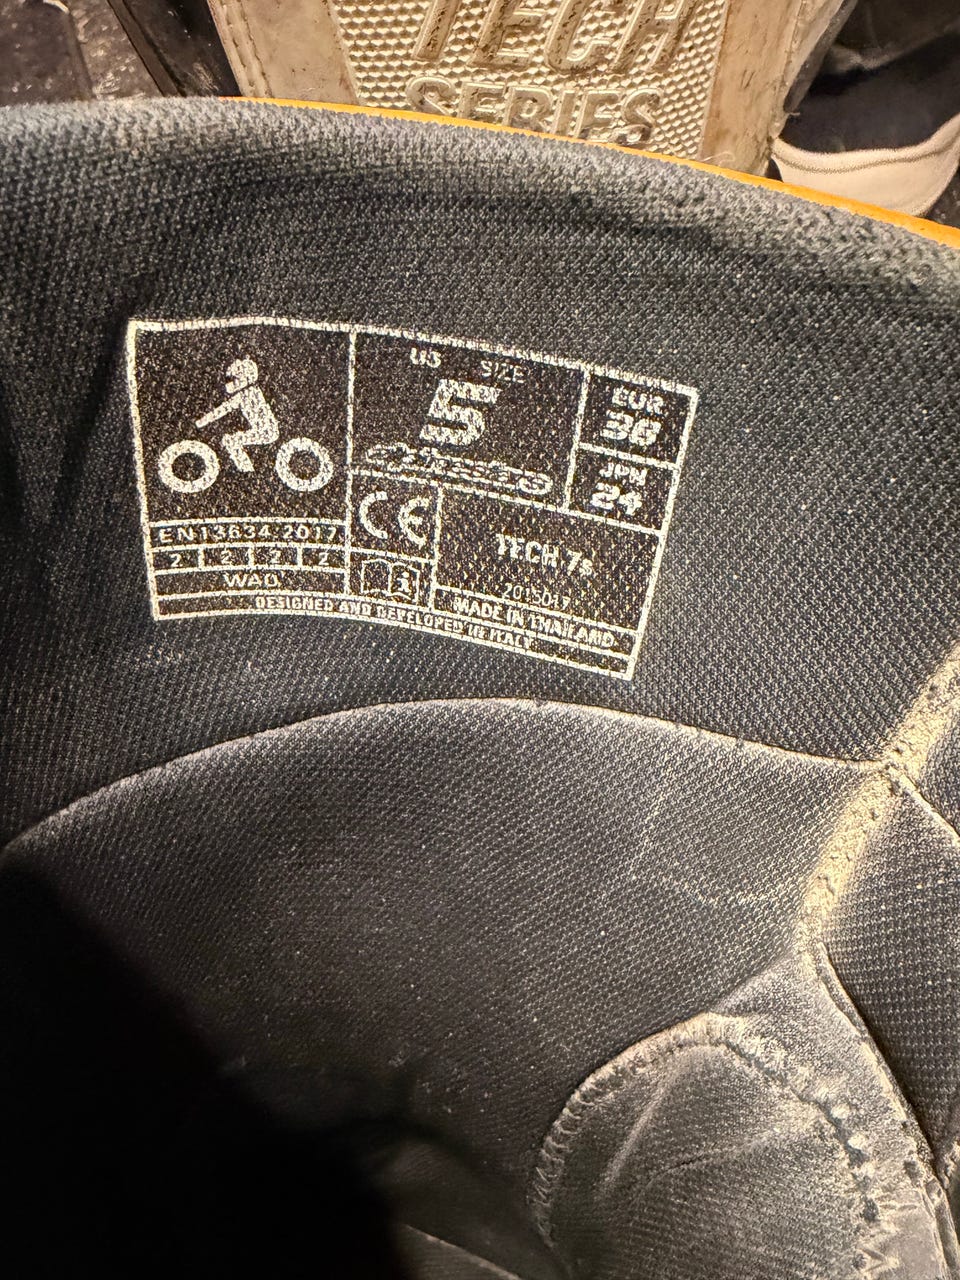 TECH
SERIES
US SIZE
5
alpinestars
EUR
38
JPN
24
CE
EN13634:2017
2 2 2 2
WAD
i
TECH 7s
2015017
MADE IN THAILAND
DESIGNED AND DEVELOPED IN ITALY